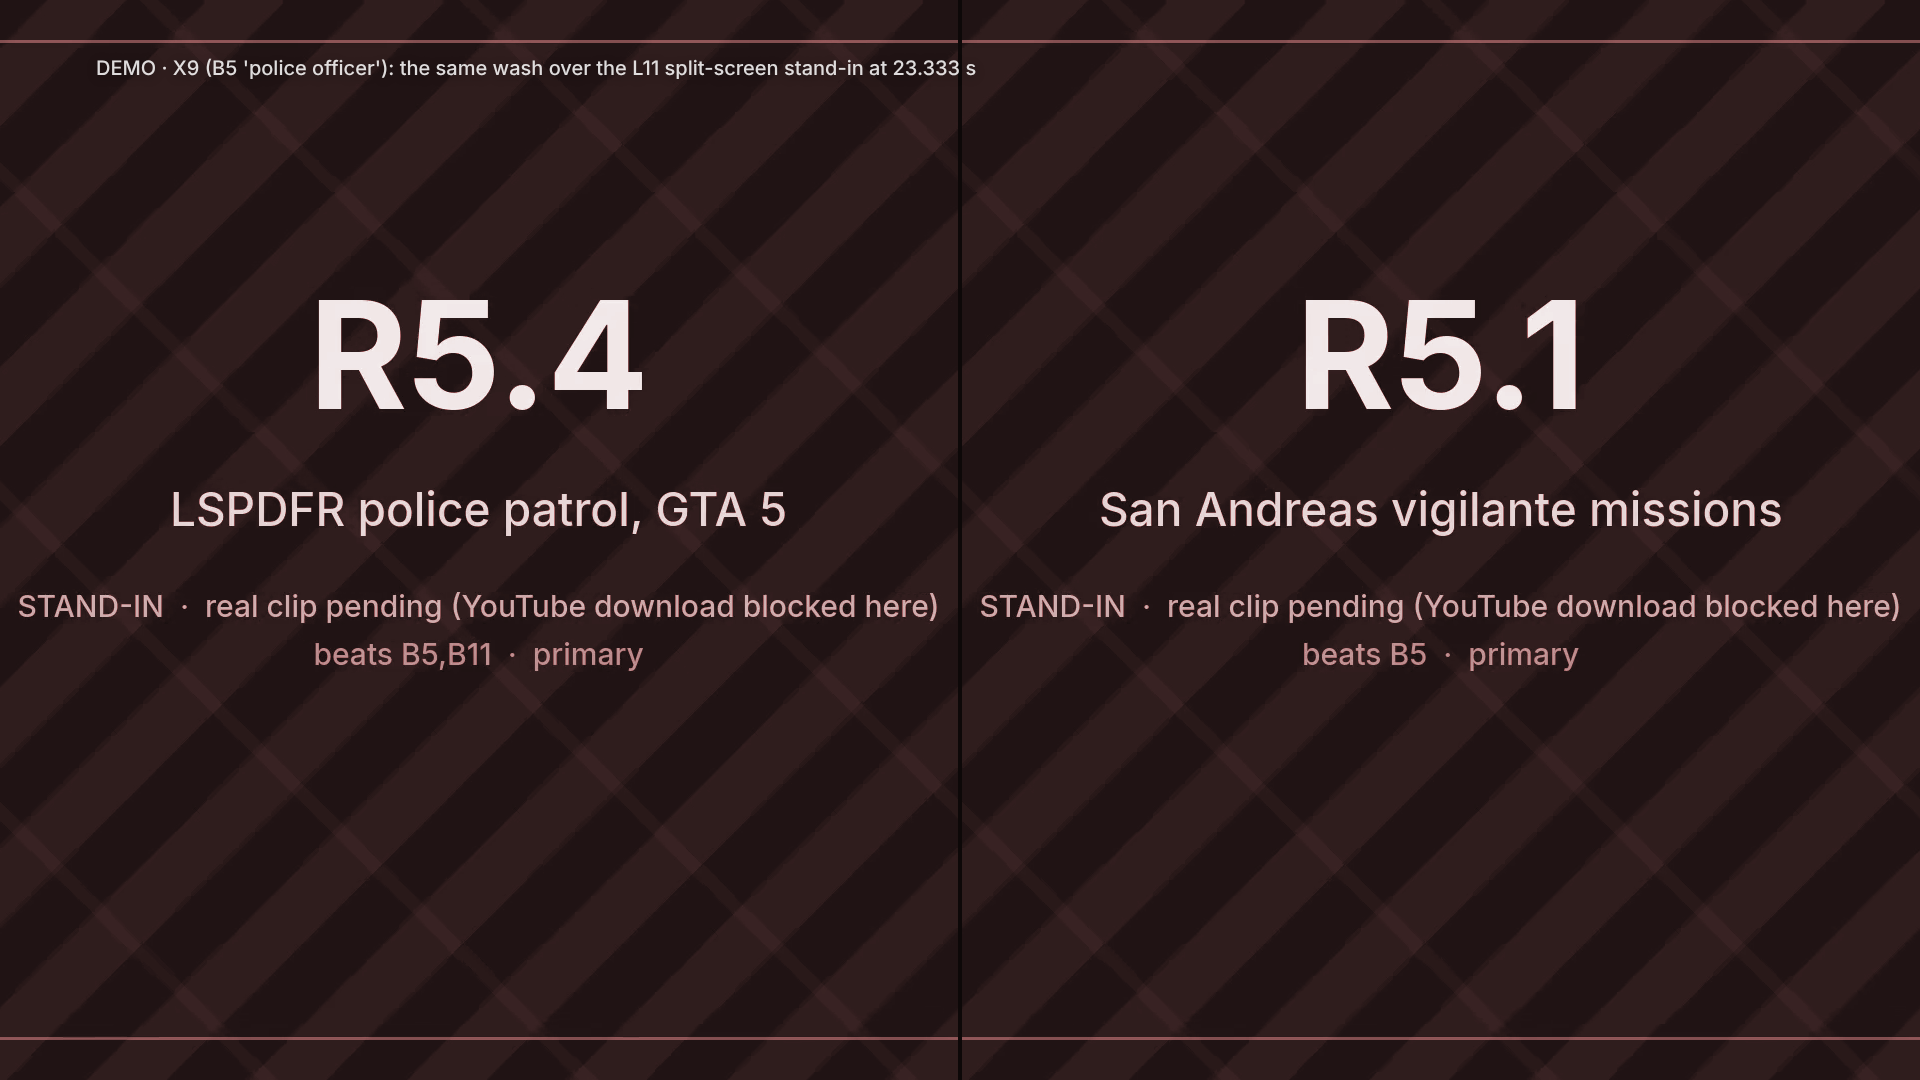 DEMO · X9 (B5 'police officer'): the same wash over the L11 split-screen stand-in at 23.333 s
R5.4
LSPDFR police patrol, GTA 5
STAND-IN · real clip pending (YouTube download blocked here)
beats B5,B11 · primary
R5.1
San Andreas vigilante missions
STAND-IN · real clip pending (YouTube download blocked here)
beats B5 · primary